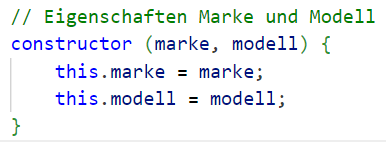 // Eigenschaften Marke und Modell
constructor (marke, modell) {
    this.marke = marke;
    this.modell = modell;
}